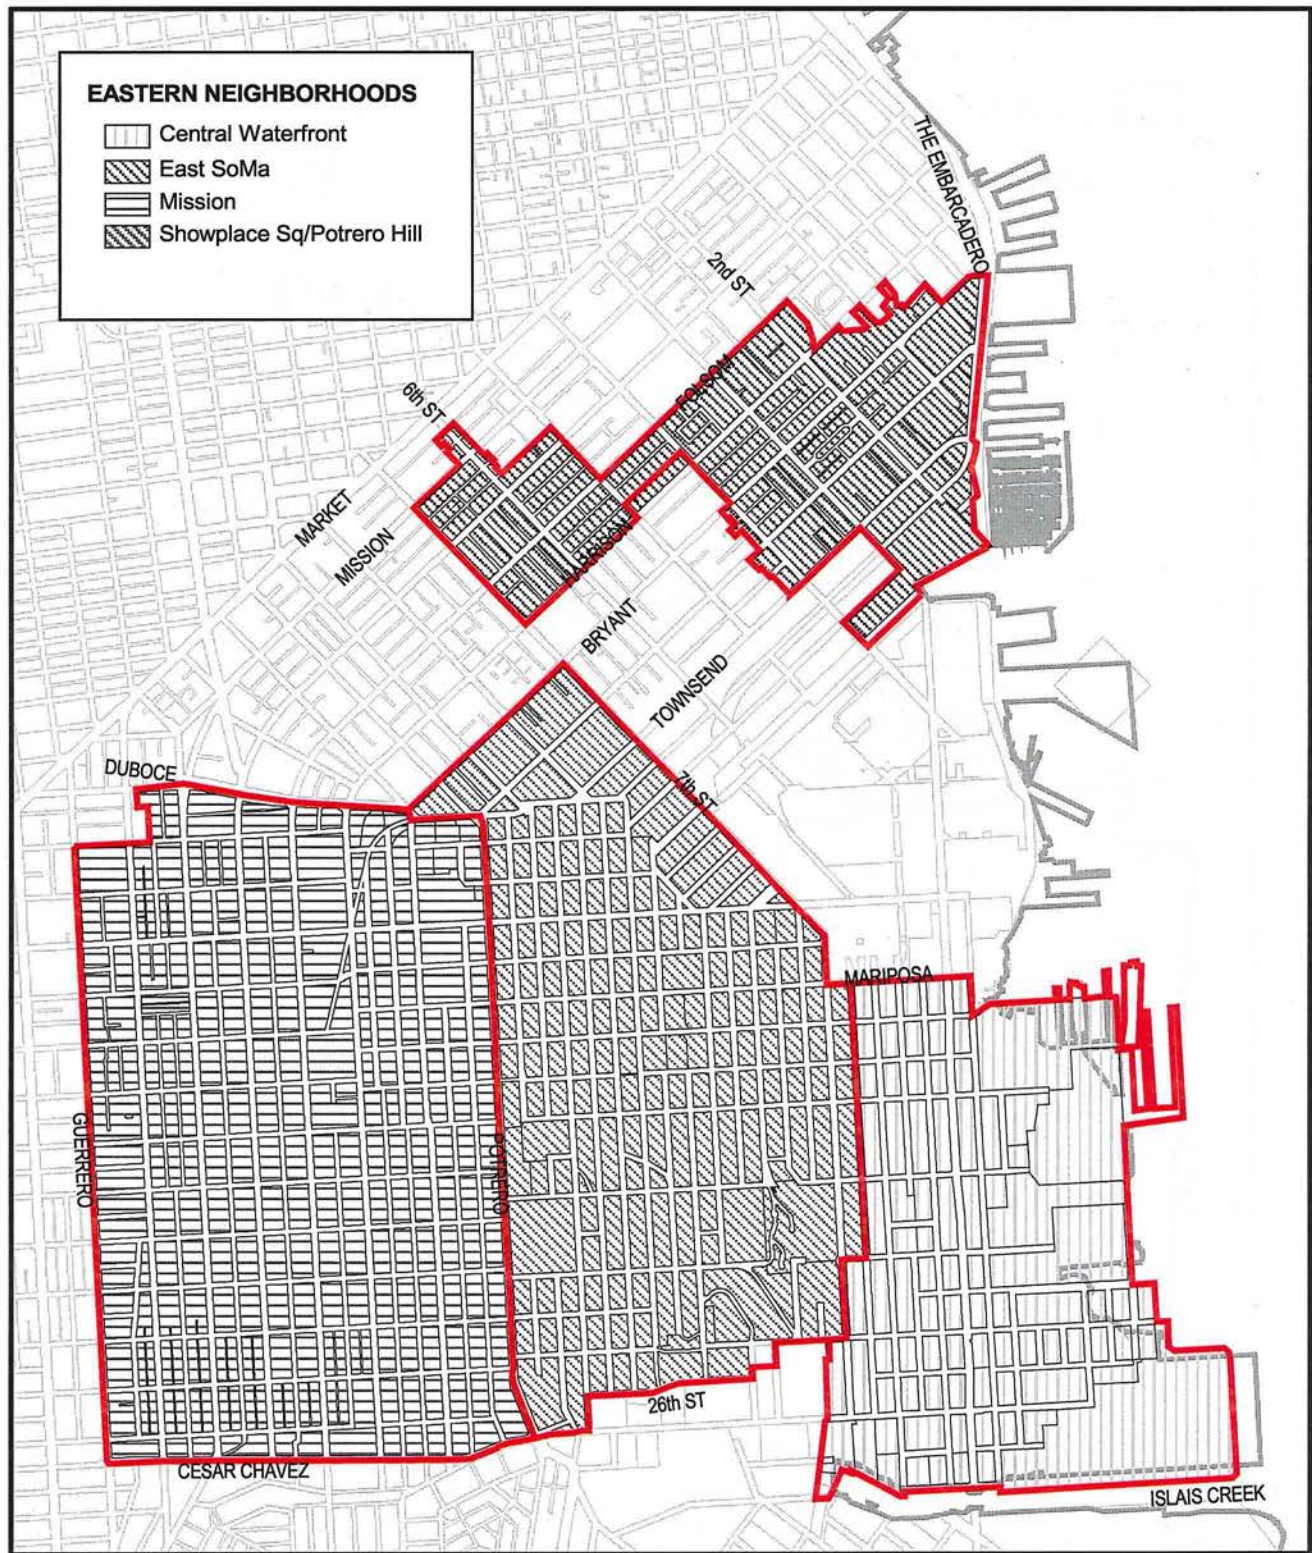 EASTERN NEIGHBORHOODS
Central Waterfront
East SoMa
Mission
Showplace Sq/Potrero Hill
THE EMBARCADERO
2nd ST
FOLSOM
6th ST
MARKET
MISSION
HARRISON
BRYANT
TOWNSEND
DUBOCE
7th ST
MARIPOSA
GUERRERO
POTRERO
26th ST
CESAR CHAVEZ
ISLAIS CREEK